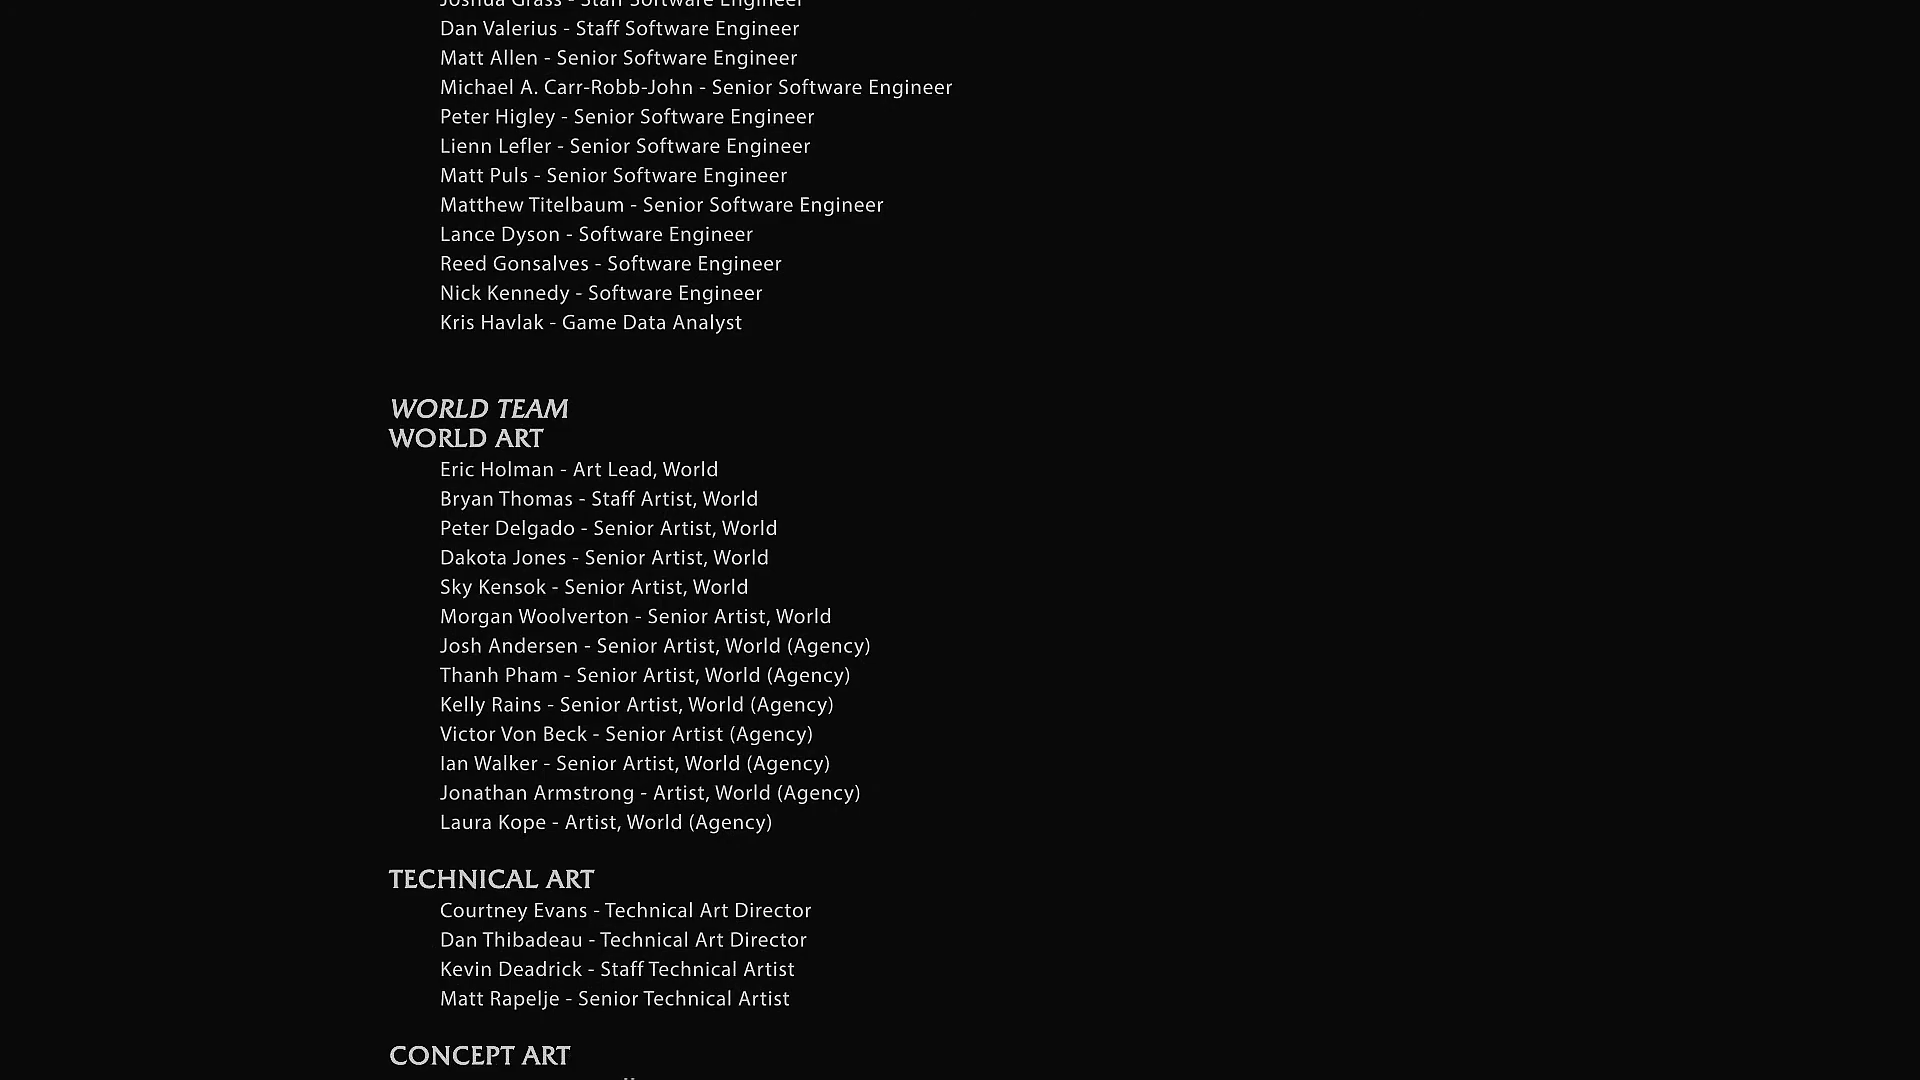 Joshua Grass - Staff Software Engineer
Dan Valerius - Staff Software Engineer
Matt Allen - Senior Software Engineer
Michael A. Carr-Robb-John - Senior Software Engineer
Peter Higley - Senior Software Engineer
Lienn Lefler - Senior Software Engineer
Matt Puls - Senior Software Engineer
Matthew Titelbaum - Senior Software Engineer
Lance Dyson - Software Engineer
Reed Gonsalves - Software Engineer
Nick Kennedy - Software Engineer
Kris Havlak - Game Data Analyst
WORLD TEAM
WORLD ART
Eric Holman - Art Lead, World
Bryan Thomas - Staff Artist, World
Peter Delgado - Senior Artist, World
Dakota Jones - Senior Artist, World
Sky Kensok - Senior Artist, World
Morgan Woolverton - Senior Artist, World
Josh Andersen - Senior Artist, World (Agency)
Thanh Pham - Senior Artist, World (Agency)
Kelly Rains - Senior Artist, World (Agency)
Victor Von Beck - Senior Artist (Agency)
Ian Walker - Senior Artist, World (Agency)
Jonathan Armstrong - Artist, World (Agency)
Laura Kope - Artist, World (Agency)
TECHNICAL ART
Courtney Evans - Technical Art Director
Dan Thibadeau - Technical Art Director
Kevin Deadrick - Staff Technical Artist
Matt Rapelje - Senior Technical Artist
CONCEPT ART